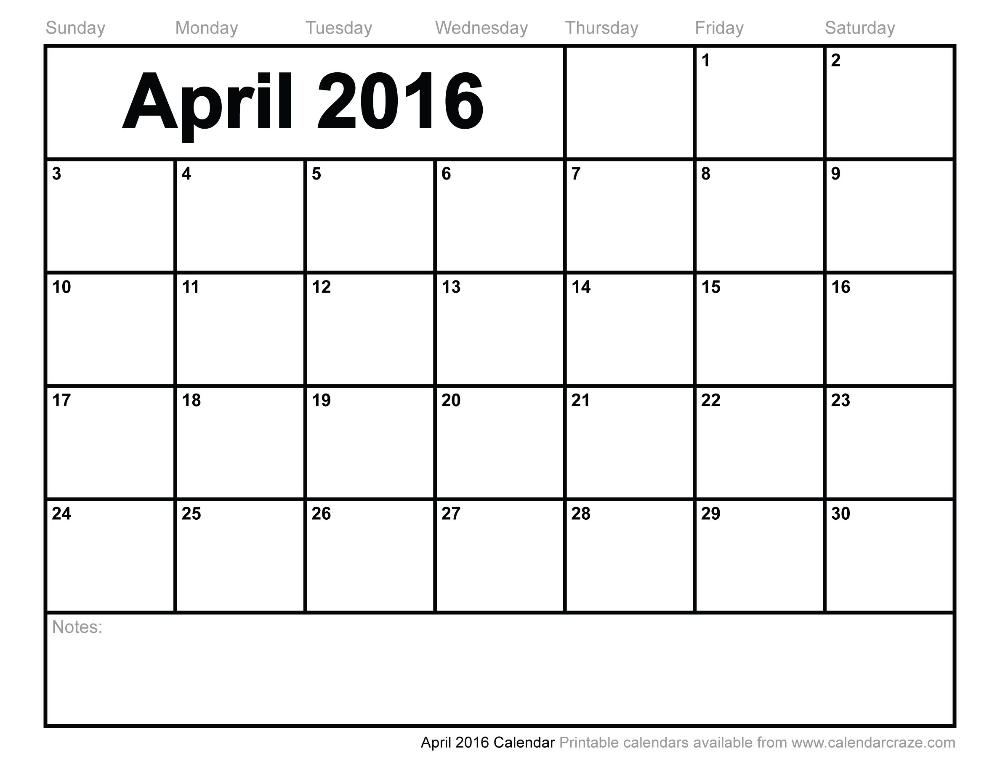 Sunday Monday Tuesday Wednesday Thursday Friday Saturday
April 2016
1 2
3 4 5 6 7 8 9
10 11 12 13 14 15 16
17 18 19 20 21 22 23
24 25 26 27 28 29 30
Notes:
April 2016 Calendar Printable calendars available from www.calendarcraze.com